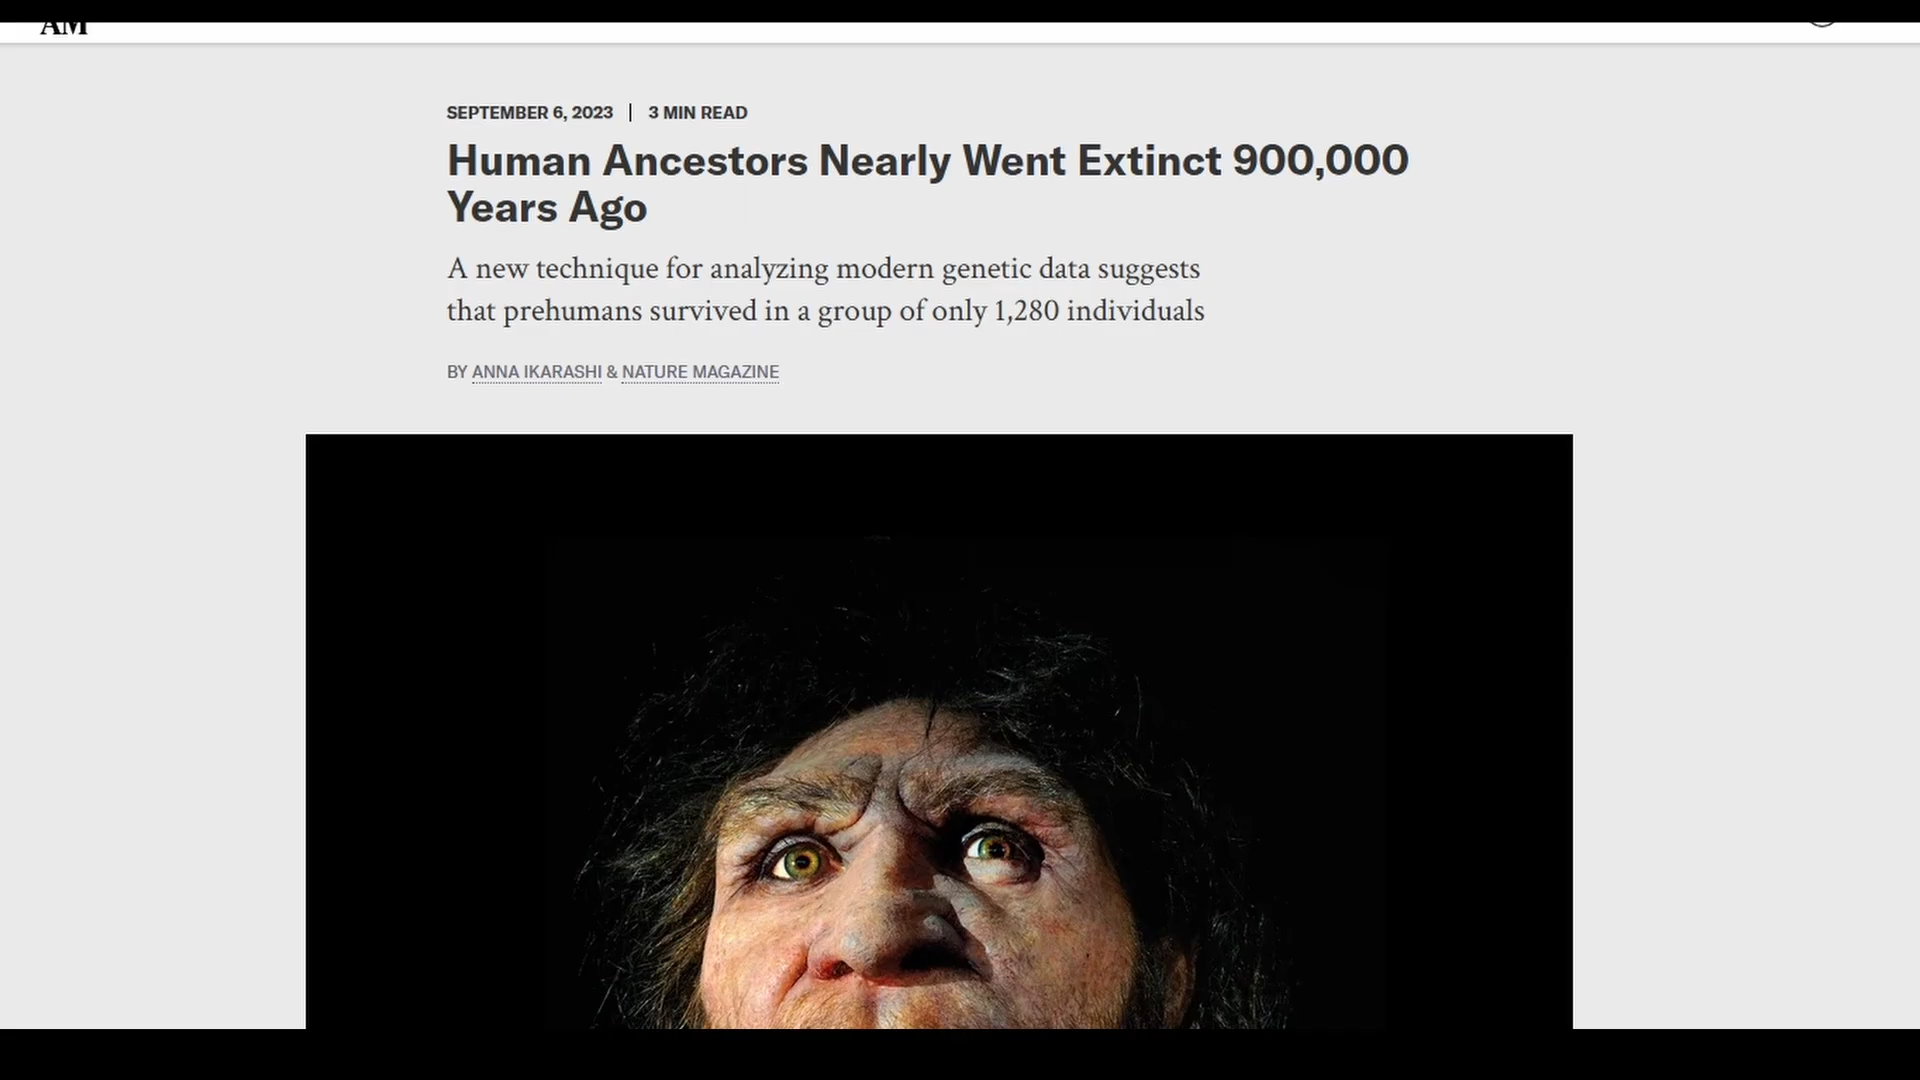 AM
SEPTEMBER 6, 2023 | 3 MIN READ
Human Ancestors Nearly Went Extinct 900,000
Years Ago
A new technique for analyzing modern genetic data suggests
that prehumans survived in a group of only 1,280 individuals
BY ANNA IKARASHI & NATURE MAGAZINE